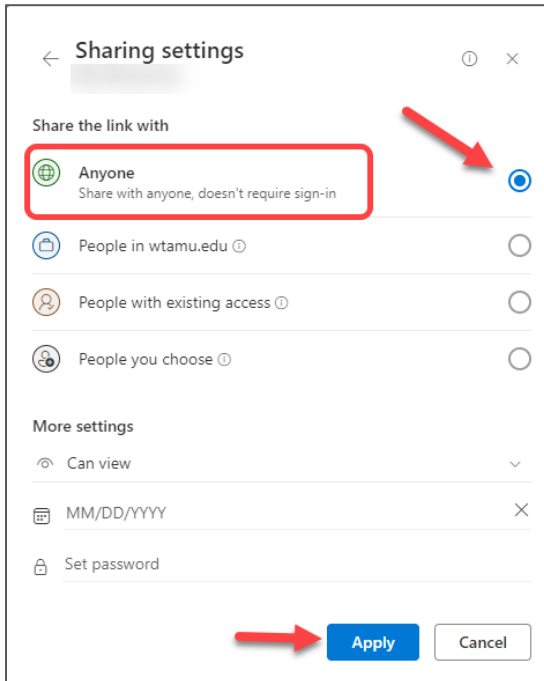 Sharing settings
Share the link with
Anyone
Share with anyone, doesn't require sign-in
People in wtamu.edu
People with existing access
People you choose
More settings
Can view
MM/DD/YYYY
Set password
Apply Cancel